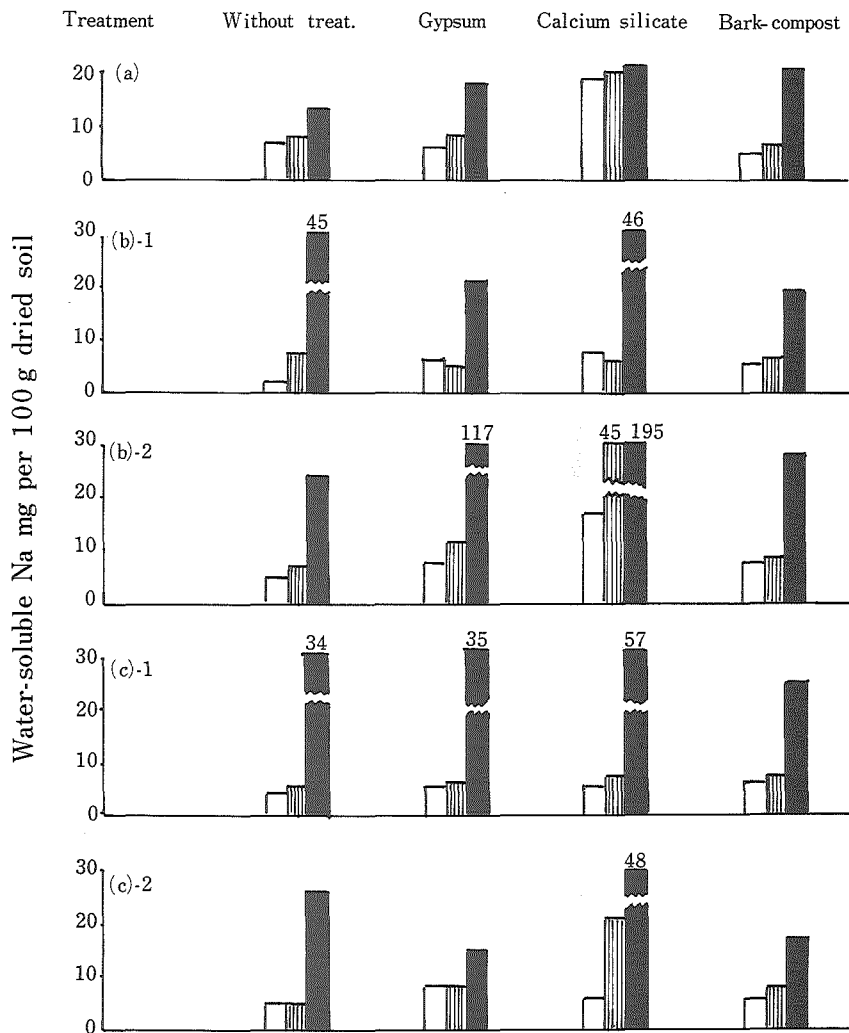 Treatment Without treat. Gypsum Calcium silicate Bark-compost
Water-soluble Na mg per 100g dried soil
(a)
20
10
0
(b)-1
45 46
30
20
10
0
(b)-2
117 45 195
30
20
10
0
(c)-1
34 35 57
30
20
10
0
(c)-2
48
30
20
10
0